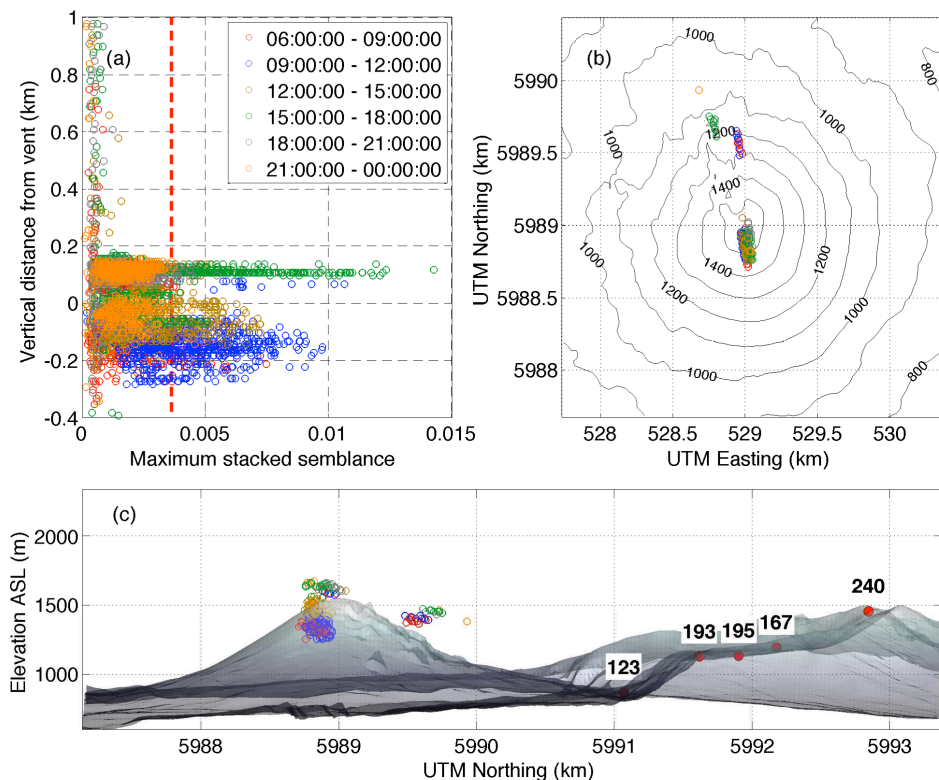 (a)
06:00:00 - 09:00:00
09:00:00 - 12:00:00
12:00:00 - 15:00:00
15:00:00 - 18:00:00
18:00:00 - 21:00:00
21:00:00 - 00:00:00
Vertical distance from vent (km)
1
0.8
0.6
0.4
0.2
0
-0.2
-0.4
0 0.005 0.01 0.015
Maximum stacked semblance
(b)
UTM Northing (km)
5990
5989.5
5989
5988.5
5988
1000
800
1000
1200
1000
1400
1400
1200
1200
1000
1000
1000
800
528 528.5 529 529.5 530
UTM Easting (km)
(c)
Elevation ASL (m)
2000
1500
1000
240
167
193 195
123
5988 5989 5990 5991 5992 5993
UTM Northing (km)